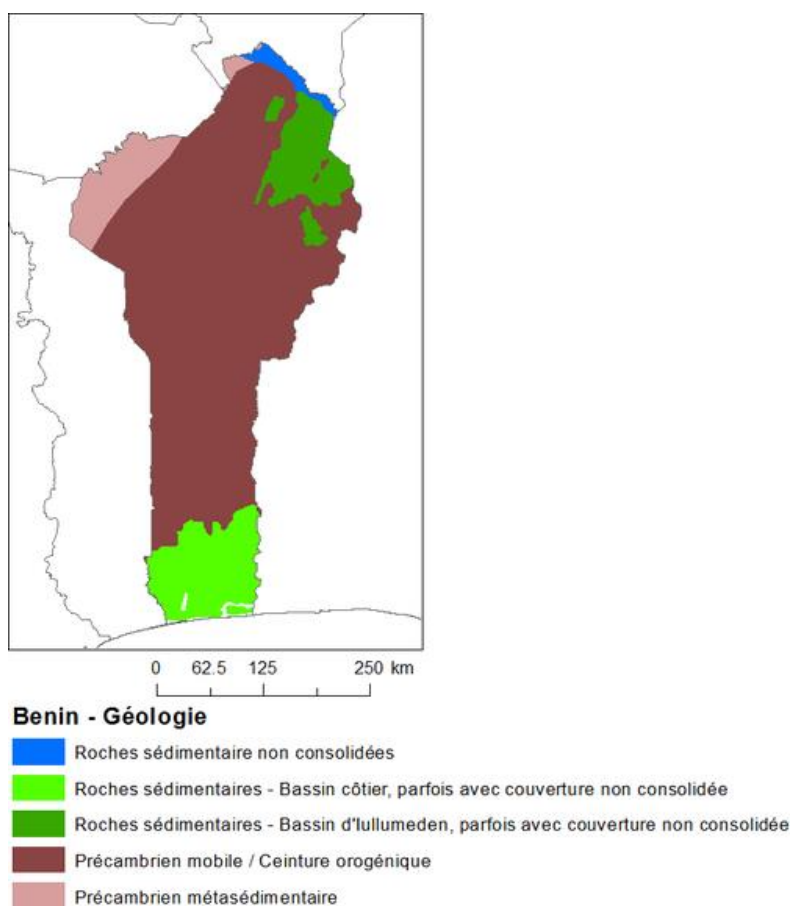 0 62.5 125 250 km
Benin - Géologie
Roches sédimentaire non consolidées
Roches sédimentaires - Bassin côtier, parfois avec couverture non consolidée
Roches sédimentaires - Bassin d'Iullumeden, parfois avec couverture non consolidée
Précambrien mobile / Ceinture orogénique
Précambrien métasédimentaire